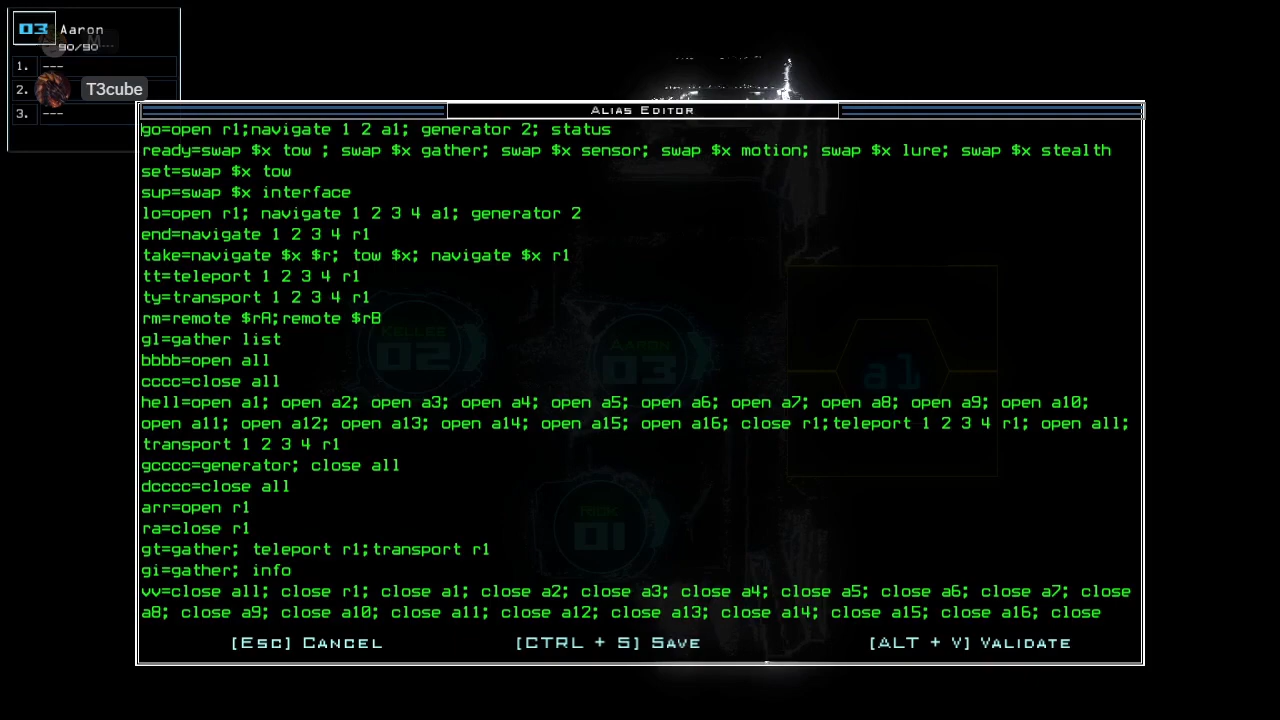 03 Aaron
90/90
1. ---
2.
T3cube
3. ---
Alias Editor
go=open r1;navigate 1 2 a1; generator 2; status
ready=swap $x tow ; swap $x gather; swap $x sensor; swap $x motion; swap $x lure; swap $x stealth
set=swap $x tow
sup=swap $x interface
lo=open r1; navigate 1 2 3 4 a1; generator 2
end=navigate 1 2 3 4 r1
take=navigate $x $r; tow $x; navigate $x r1
tt=teleport 1 2 3 4 r1
ty=transport 1 2 3 4 r1
rm=remote $rA;remote $rB
gl=gather list
bbbb=open all
cccc=close all
hell=open a1; open a2; open a3; open a4; open a5; open a6; open a7; open a8; open a9; open a10;
open a11; open a12; open a13; open a14; open a15; open a16; close r1;teleport 1 2 3 4 r1; open all;
transport 1 2 3 4 r1
gcccc=generator; close all
dcccc=close all
arr=open r1
ra=close r1
gt=gather; teleport r1;transport r1
gi=gather; info
vv=close all; close r1; close a1; close a2; close a3; close a4; close a5; close a6; close a7; close
a8; close a9; close a10; close a11; close a12; close a13; close a14; close a15; close a16; close
Kellee
02
Aaron
03
a1
01
[Esc] Cancel
[CTRL + S] Save
[ALT + V] Validate